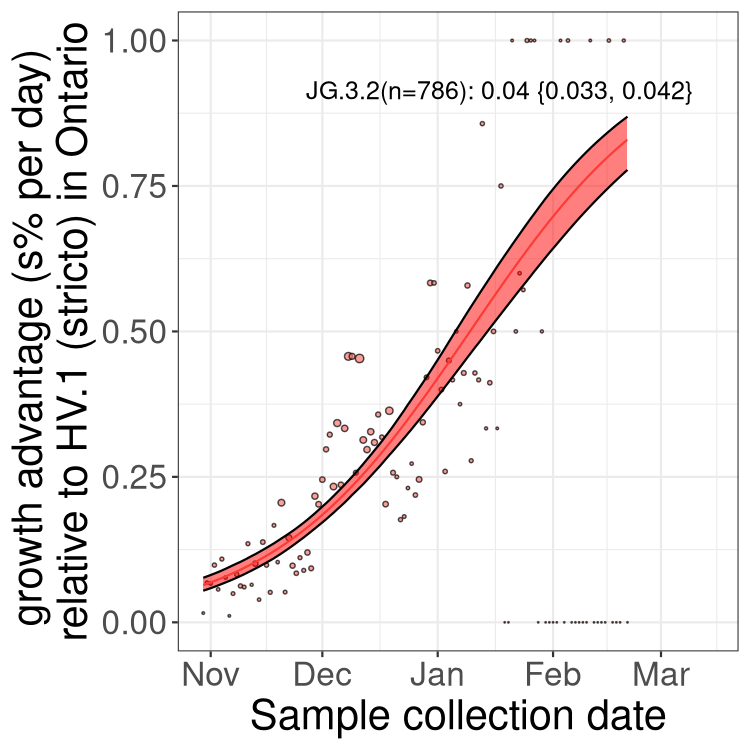 growth advantage (s% per day)
relative to HV.1 (stricto) in Ontario
1.00
0.75
0.50
0.25
0.00
JG.3.2(n=786): 0.04 {0.033, 0.042}
Nov Dec Jan Feb Mar
Sample collection date